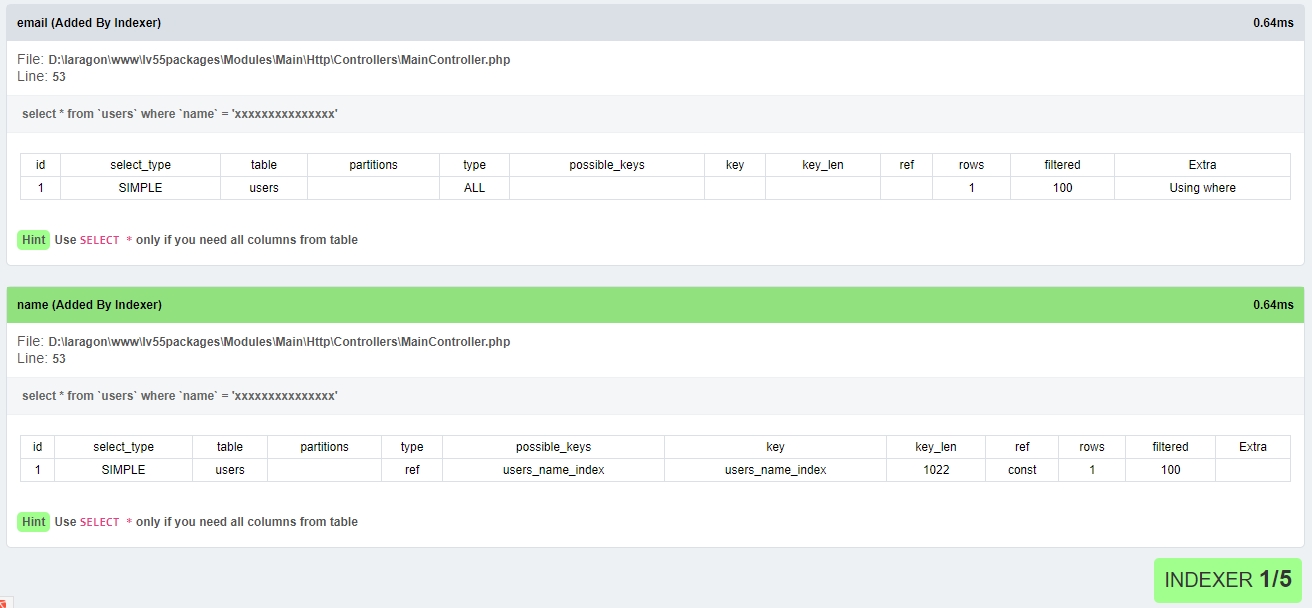 email (Added By Indexer) 0.64ms
File: D:\laragon\www\lv55packages\Modules\Main\Http\Controllers\MainController.php
Line: 53
select * from `users` where `name` = 'xxxxxxxxxxxxxxx'
id select_type table partitions type possible_keys key key_len ref rows filtered Extra
1 SIMPLE users ALL 1 100 Using where
Hint Use SELECT * only if you need all columns from table
name (Added By Indexer) 0.64ms
File: D:\laragon\www\lv55packages\Modules\Main\Http\Controllers\MainController.php
Line: 53
select * from `users` where `name` = 'xxxxxxxxxxxxxxx'
id select_type table partitions type possible_keys key key_len ref rows filtered Extra
1 SIMPLE users ref users_name_index users_name_index 1022 const 1 100
Hint Use SELECT * only if you need all columns from table
INDEXER 1/5